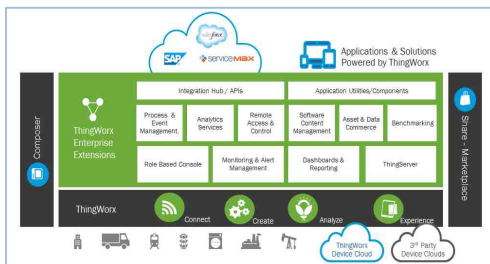 salesforce
SAP
servicemax
Applications & Solutions
Powered by ThingWorx
Composer
ThingWorx
Enterprise
Extensions
Integration Hub / APIs
Application Utilities/Components
Process &
Event
Management
Analytics
Services
Remote
Access &
Control
Software
Content
Management
Asset & Data
Commerce
Benchmarking
Role Based Console
Monitoring & Alert
Management
Dashboards &
Reporting
ThingServer
Share - Marketplace
ThingWorx
Connect
Create
Analyze
Experience
ThingWorx
Device Cloud
3rd Party
Device Clouds